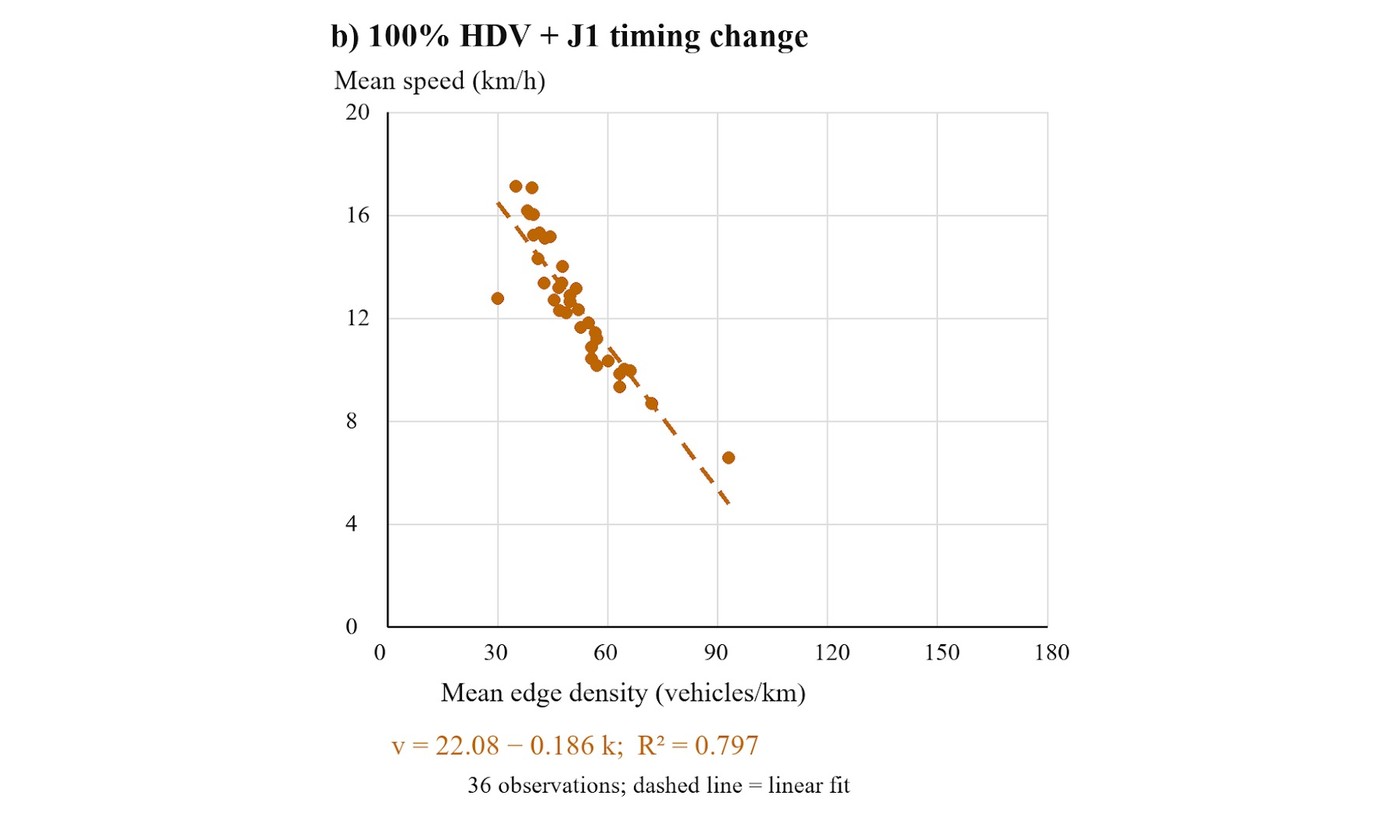 b) 100% HDV + J1 timing change
Mean speed (km/h)
20
16
12
8
4
0
0 30 60 90 120 150 180
Mean edge density (vehicles/km)
v = 22.08 − 0.186 k; R² = 0.797
36 observations; dashed line = linear fit